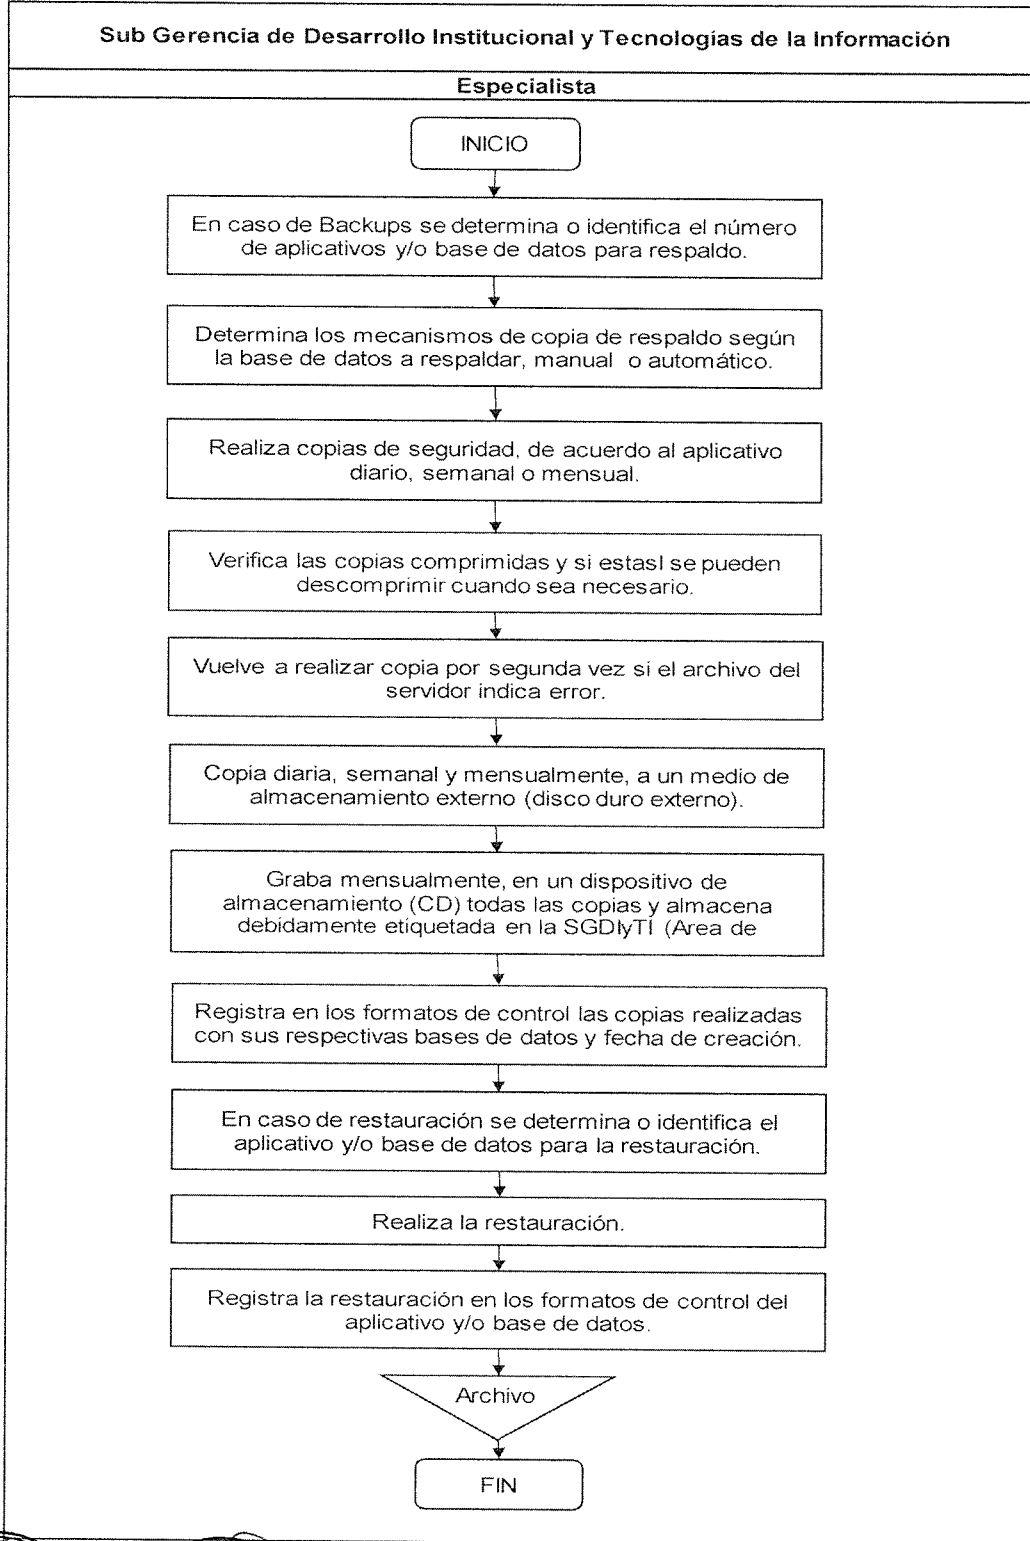 Sub Gerencia de Desarrollo Institucional y Tecnologías de la Información
Especialista
INICIO
En caso de Backups se determina o identifica el número
de aplicativos y/o base de datos para respaldo.
Determina los mecanismos de copia de respaldo según
la base de datos a respaldar, manual o automático.
Realiza copias de seguridad, de acuerdo al aplicativo
diario, semanal o mensual.
Verifica las copias comprimidas y si estasl se pueden
descomprimir cuando sea necesario.
Vuelve a realizar copia por segunda vez si el archivo del
servidor indica error.
Copia diaria, semanal y mensualmente, a un medio de
almacenamiento externo (disco duro externo).
Graba mensualmente, en un dispositivo de
almacenamiento (CD) todas las copias y almacena
debidamente etiquetada en la SGDIyTI (Area de
Registra en los formatos de control las copias realizadas
con sus respectivas bases de datos y fecha de creación.
En caso de restauración se determina o identifica el
aplicativo y/o base de datos para la restauración.
Realiza la restauración.
Registra la restauración en los formatos de control del
aplicativo y/o base de datos.
Archivo
FIN